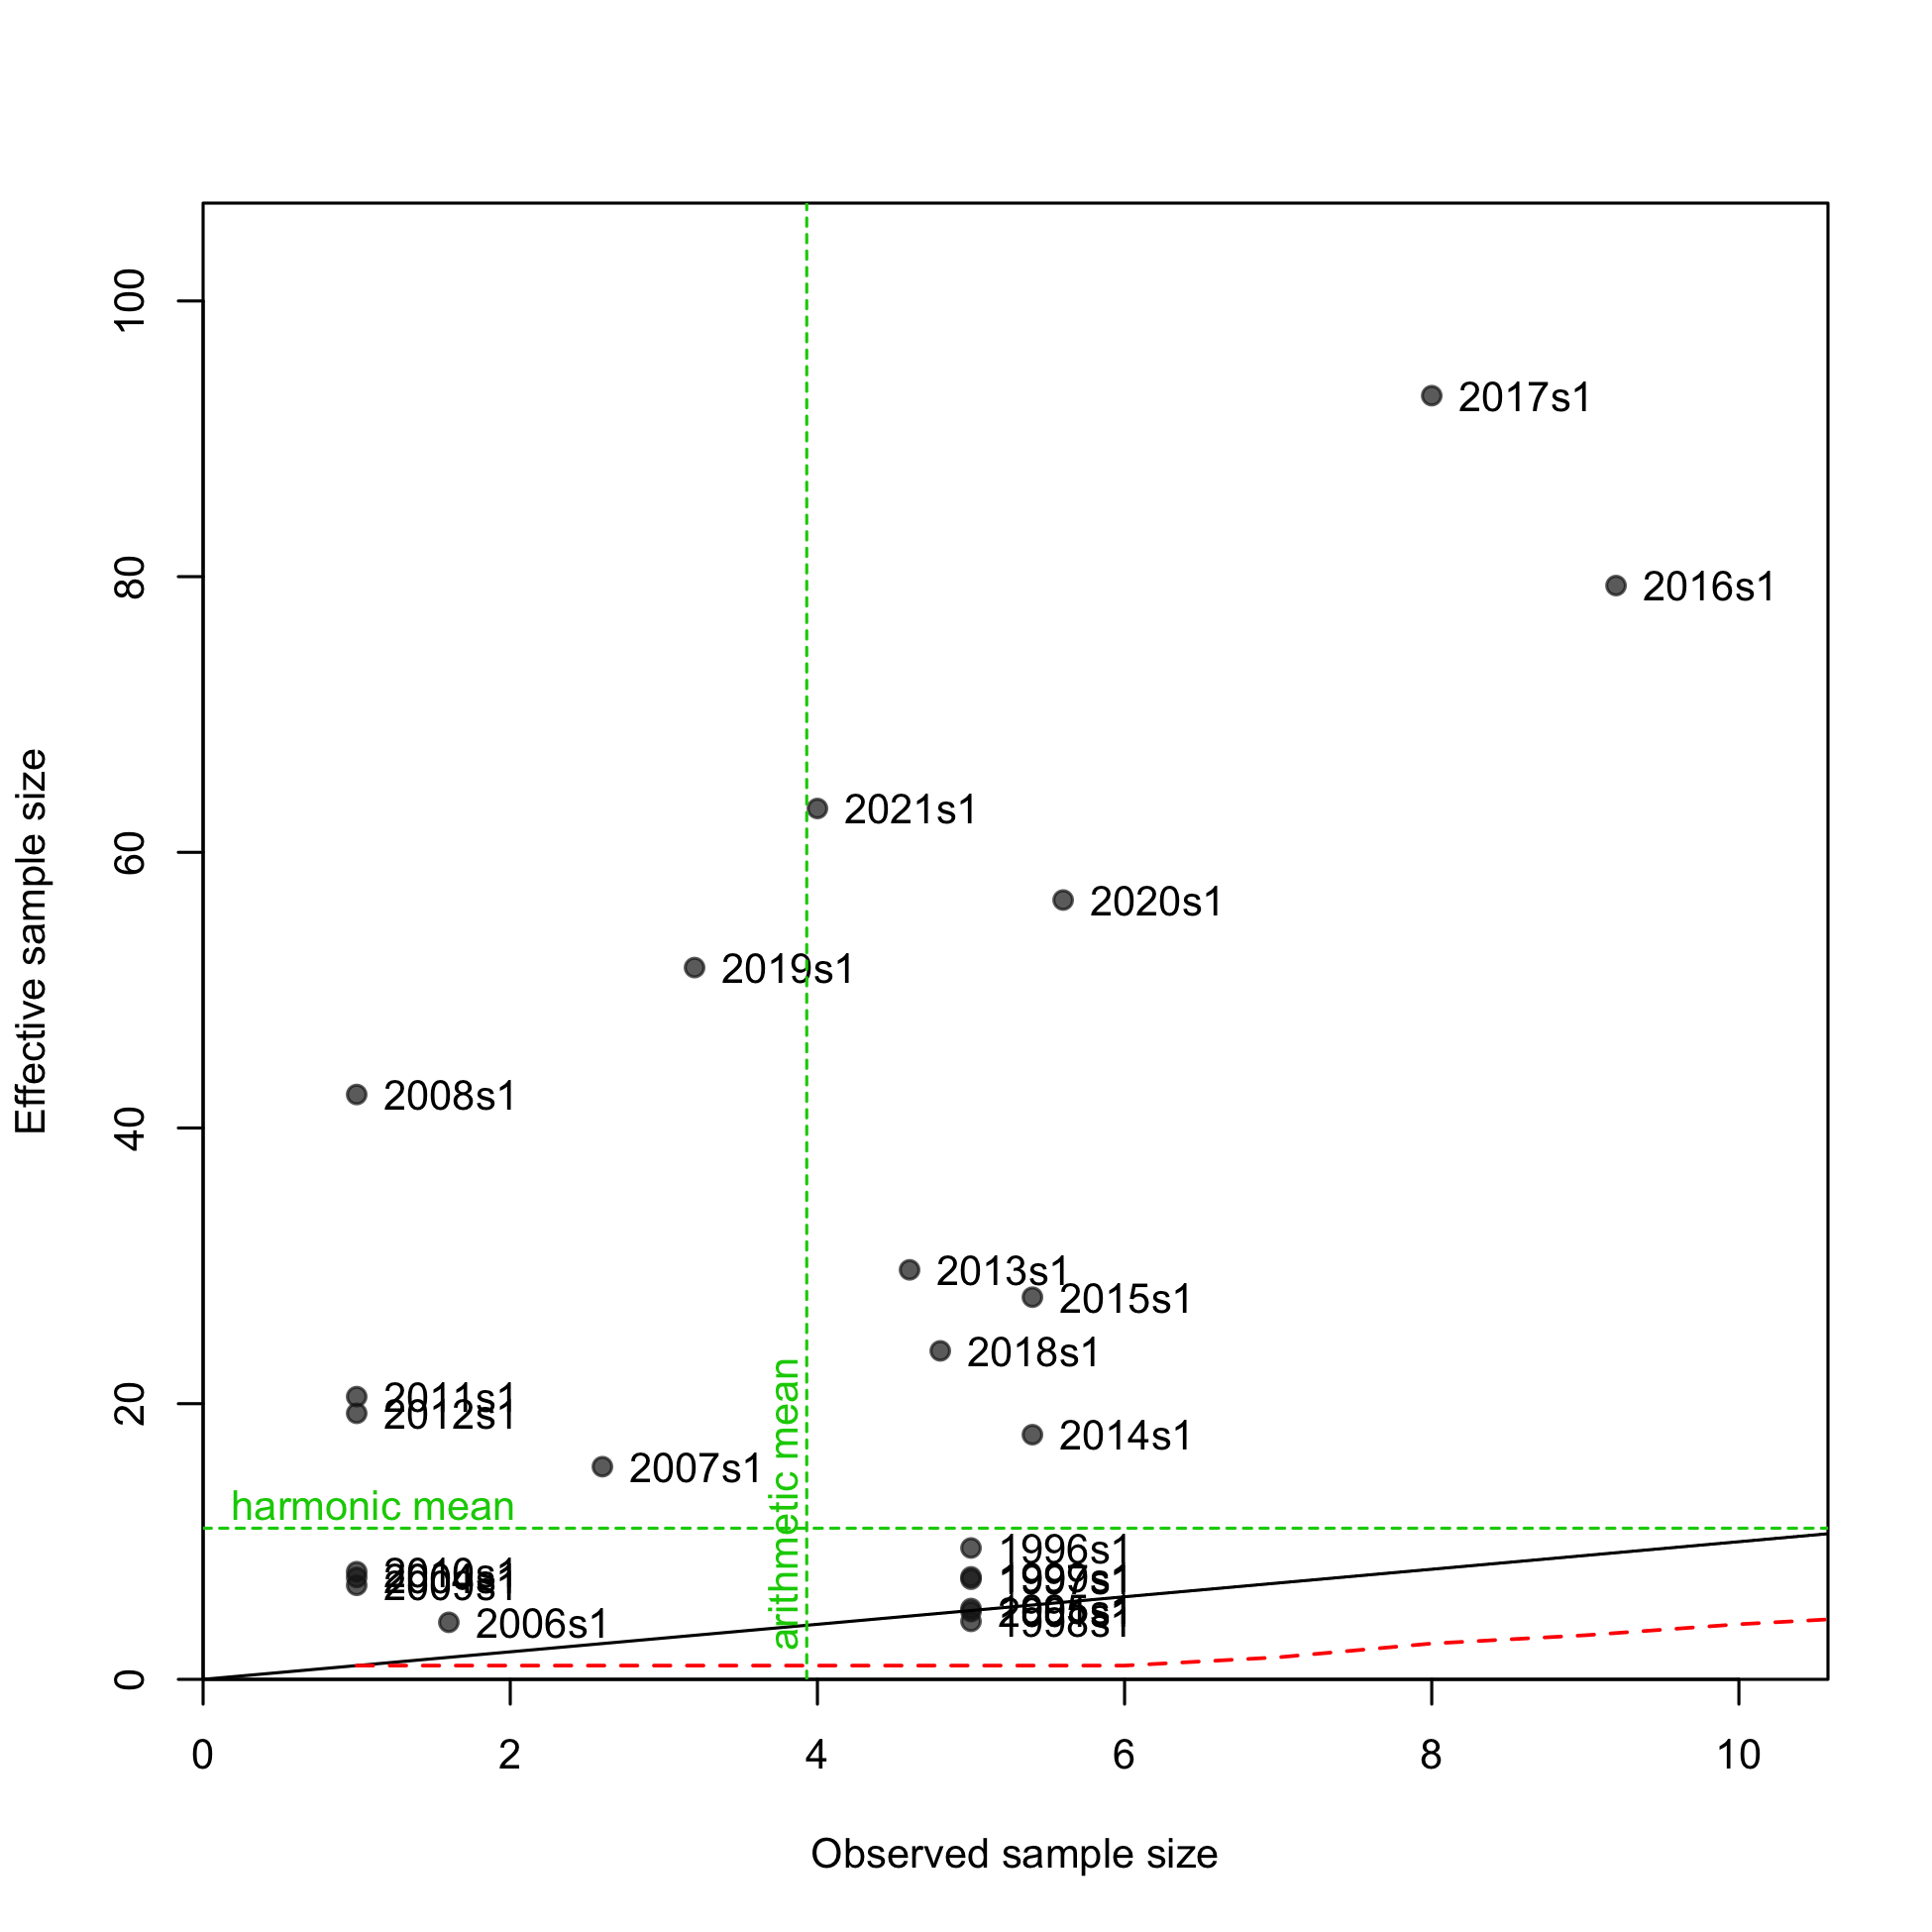 100
80
60
40
20
0
Effective sample size
2017s1
2016s1
2021s1
2020s1
2019s1
2008s1
2013s1
2015s1
2018s1
2011s1
2012s1
2014s1
2007s1
arithmetic mean
harmonic mean
1996s1
2006s1
1998s1
0 2 4 6 8 10
Observed sample size